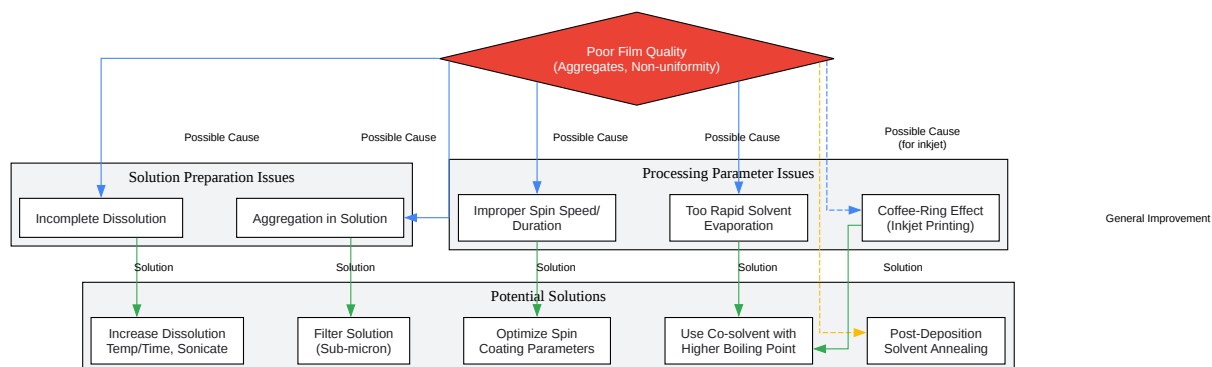 Poor Film Quality
(Aggregates, Non-uniformity)
Possible Cause
Possible Cause
Possible Cause
Possible Cause
Possible Cause
(for inkjet)
Solution Preparation Issues
Processing Parameter Issues
Incomplete Dissolution
Aggregation in Solution
Improper Spin Speed/
Duration
Too Rapid Solvent
Evaporation
Coffee-Ring Effect
(Inkjet Printing)
General Improvement
Solution
Solution
Solution
Solution
Solution
Potential Solutions
Increase Dissolution
Temp/Time, Sonicate
Filter Solution
(Sub-micron)
Optimize Spin
Coating Parameters
Use Co-solvent with
Higher Boiling Point
Post-Deposition
Solvent Annealing